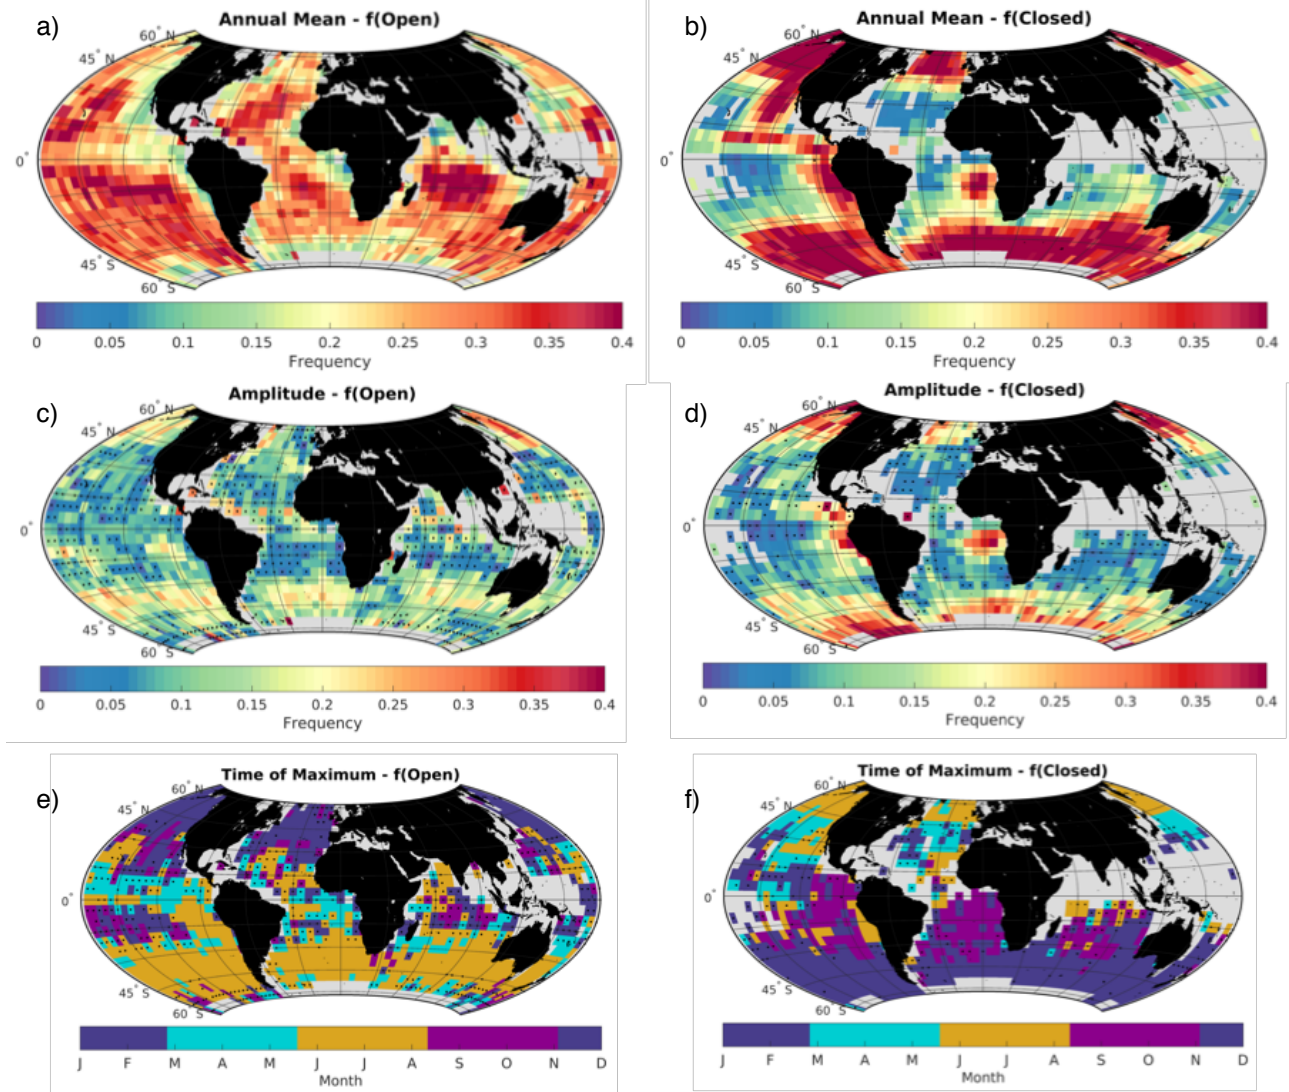 a)
Annual Mean - f(Open)
60° N
45° N
0°
45° S
60° S
0 0.05 0.1 0.15 0.2 0.25 0.3 0.35 0.4
Frequency
b)
Annual Mean - f(Closed)
60° N
45° N
0°
45° S
60° S
0 0.05 0.1 0.15 0.2 0.25 0.3 0.35 0.4
Frequency
c)
Amplitude - f(Open)
60° N
45° N
0°
45° S
60° S
0 0.05 0.1 0.15 0.2 0.25 0.3 0.35 0.4
Frequency
d)
Amplitude - f(Closed)
60° N
45° N
0°
45° S
60° S
0 0.05 0.1 0.15 0.2 0.25 0.3 0.35 0.4
Frequency
e)
Time of Maximum - f(Open)
60° N
45° N
0°
45° S
60° S
J F M A M J J A S O N D
Month
f)
Time of Maximum - f(Closed)
60° N
45° N
0°
45° S
60° S
J F M A M J J A S O N D
Month